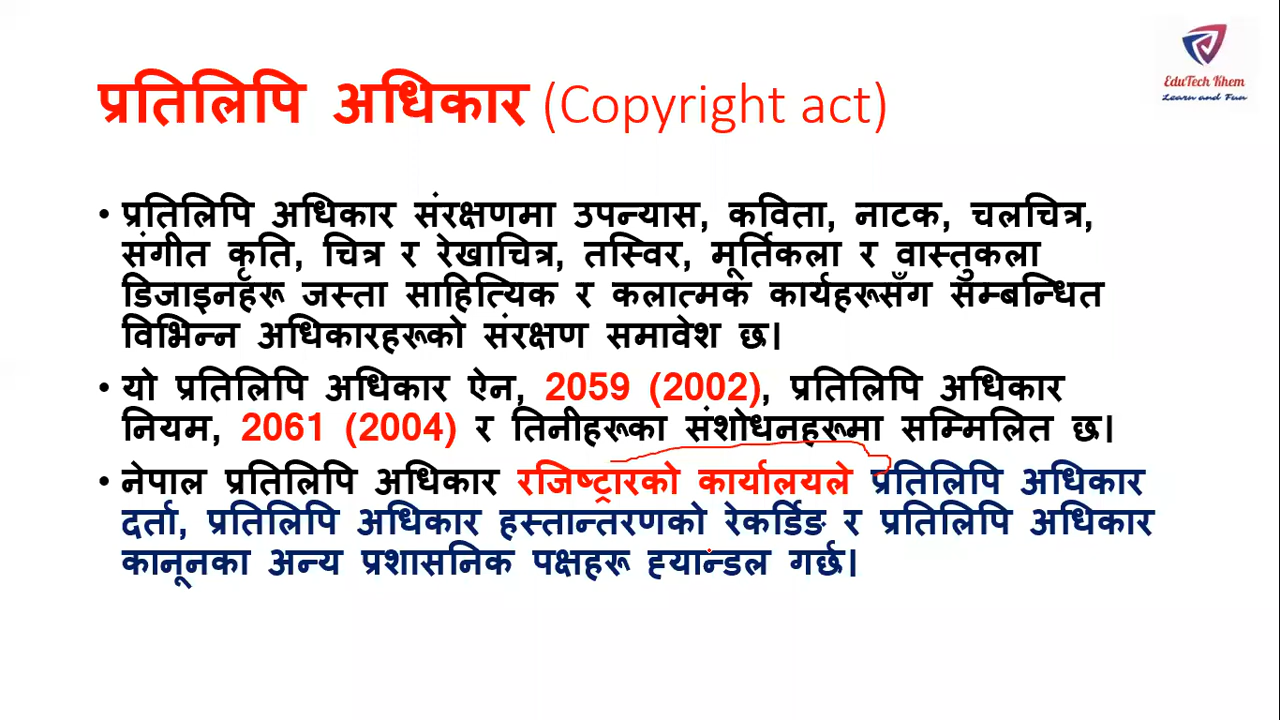 EduTech Khem
Learn and Fun
प्रतिलिपि अधिकार (Copyright act)
• प्रतिलिपि अधिकार संरक्षणमा उपन्यास, कविता, नाटक, चलचित्र,
संगीत कृति, चित्र र रेखाचित्र, तस्विर, मूर्तिकला र वास्तुकला
डिजाइनहरू जस्ता साहित्यिक र कलात्मक कार्यहरूसँग सम्बन्धित
विभिन्न अधिकारहरूको संरक्षण समावेश छ।
• यो प्रतिलिपि अधिकार ऐन, 2059 (2002), प्रतिलिपि अधिकार
नियम, 2061 (2004) र तिनीहरूका संशोधनहरूमा सम्मिलित छ।
• नेपाल प्रतिलिपि अधिकार रजिष्ट्रारको कार्यालयले प्रतिलिपि अधिकार
दर्ता, प्रतिलिपि अधिकार हस्तान्तरणको रेकर्डिङ र प्रतिलिपि अधिकार
कानूनका अन्य प्रशासनिक पक्षहरू ह्यान्डल गर्छ।